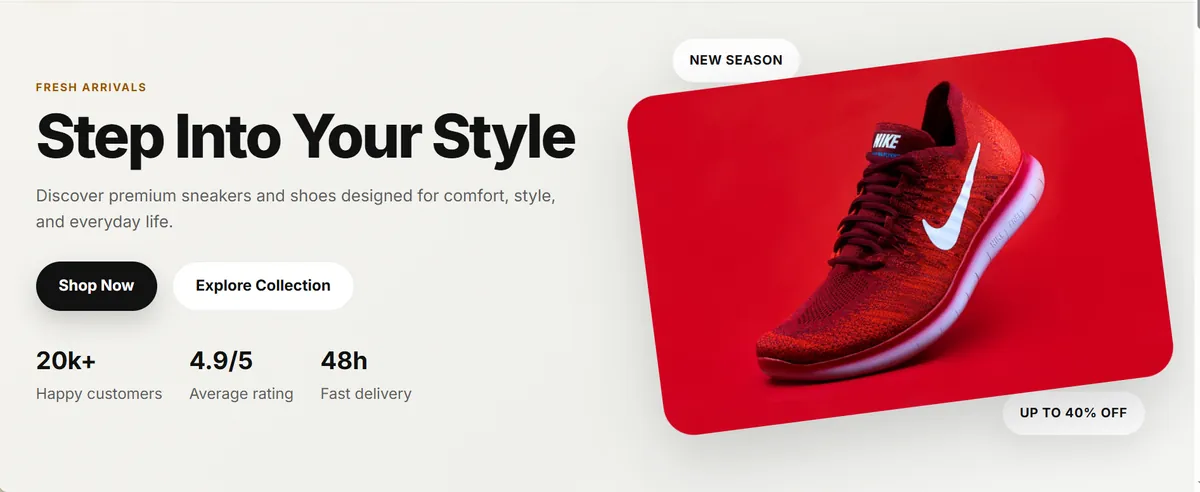 FRESH ARRIVALS
Step Into Your Style
Discover premium sneakers and shoes designed for comfort, style,
and everyday life.
Shop Now
Explore Collection
20k+
4.9/5
48h
Happy customers
Average rating
Fast delivery
NEW SEASON
NIKE
UP TO 40% OFF